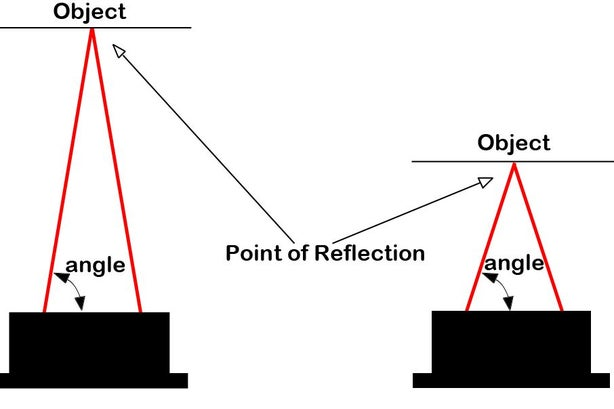 Object
Object
Point of Reflection
angle
angle